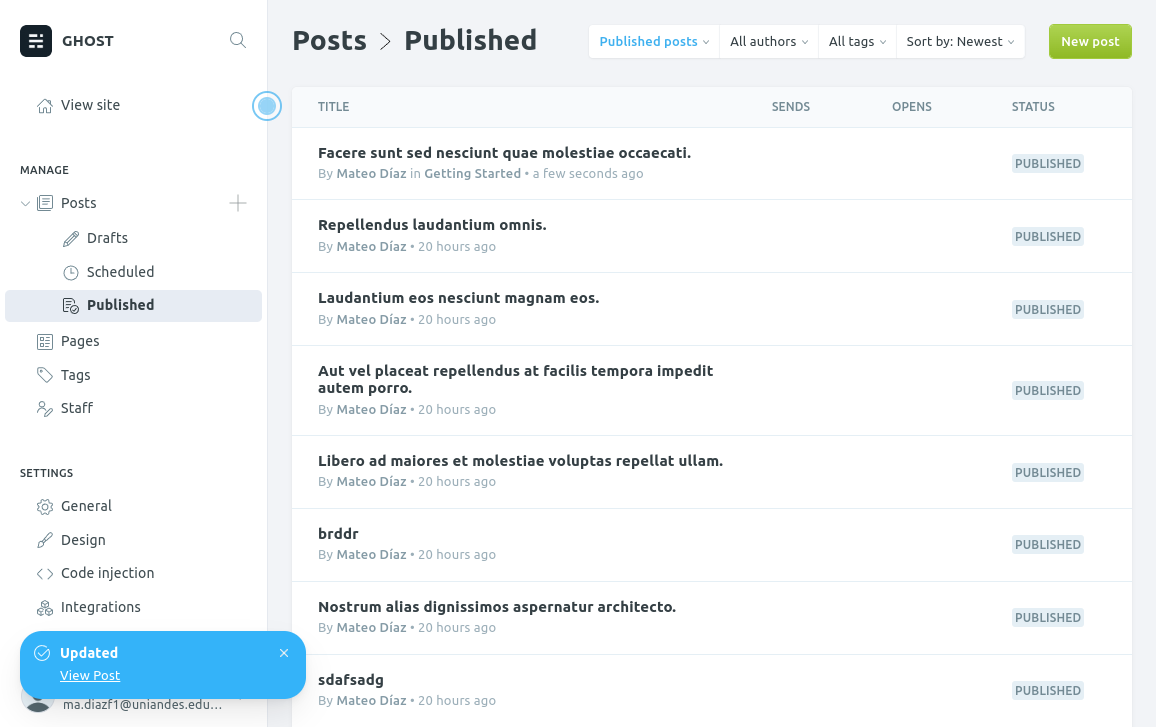 GHOST
View site
MANAGE
Posts
Drafts
Scheduled
Published
Pages
Tags
Staff
SETTINGS
General
Design
Code injection
Integrations
Updated
View Post
ma.diazf1@uniandes.edu…
Posts > Published
Published posts
All authors
All tags
Sort by: Newest
New post
TITLE SENDS OPENS STATUS
Facere sunt sed nesciunt quae molestiae occaecati.
By Mateo Díaz in Getting Started • a few seconds ago
PUBLISHED
Repellendus laudantium omnis.
By Mateo Díaz • 20 hours ago
PUBLISHED
Laudantium eos nesciunt magnam eos.
By Mateo Díaz • 20 hours ago
PUBLISHED
Aut vel placeat repellendus at facilis tempora impedit
autem porro.
By Mateo Díaz • 20 hours ago
PUBLISHED
Libero ad maiores et molestiae voluptas repellat ullam.
By Mateo Díaz • 20 hours ago
PUBLISHED
brddr
By Mateo Díaz • 20 hours ago
PUBLISHED
Nostrum alias dignissimos aspernatur architecto.
By Mateo Díaz • 20 hours ago
PUBLISHED
sdafsadg
By Mateo Díaz • 20 hours ago
PUBLISHED